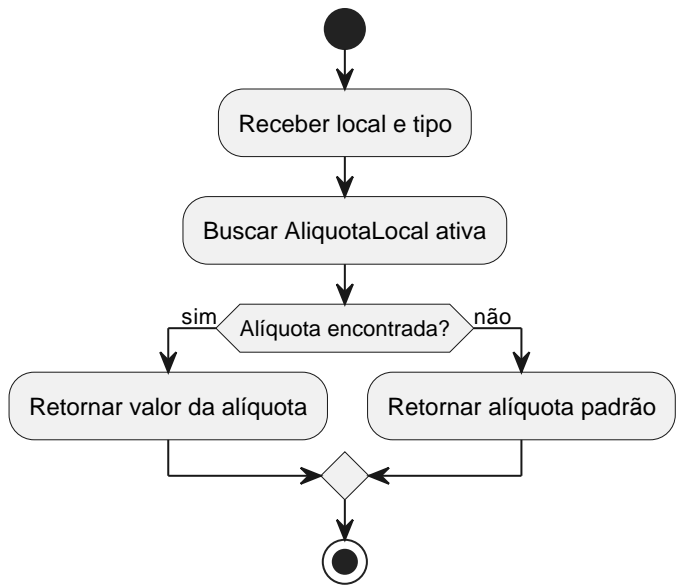 Receber local e tipo
Buscar AliquotaLocal ativa
sim
Alíquota encontrada?
não
Retornar valor da alíquota
Retornar alíquota padrão